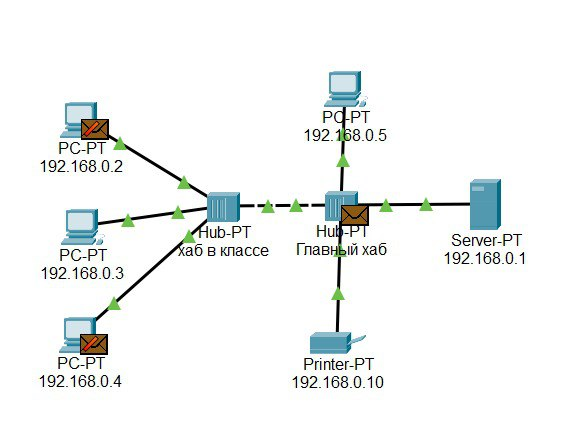 PC-PT
192.168.0.2
PC-PT
192.168.0.3
PC-PT
192.168.0.4
Hub-PT
хаб в классе
PC-PT
192.168.0.5
Hub-PT
Главный хаб
Server-PT
192.168.0.1
Printer-PT
192.168.0.10